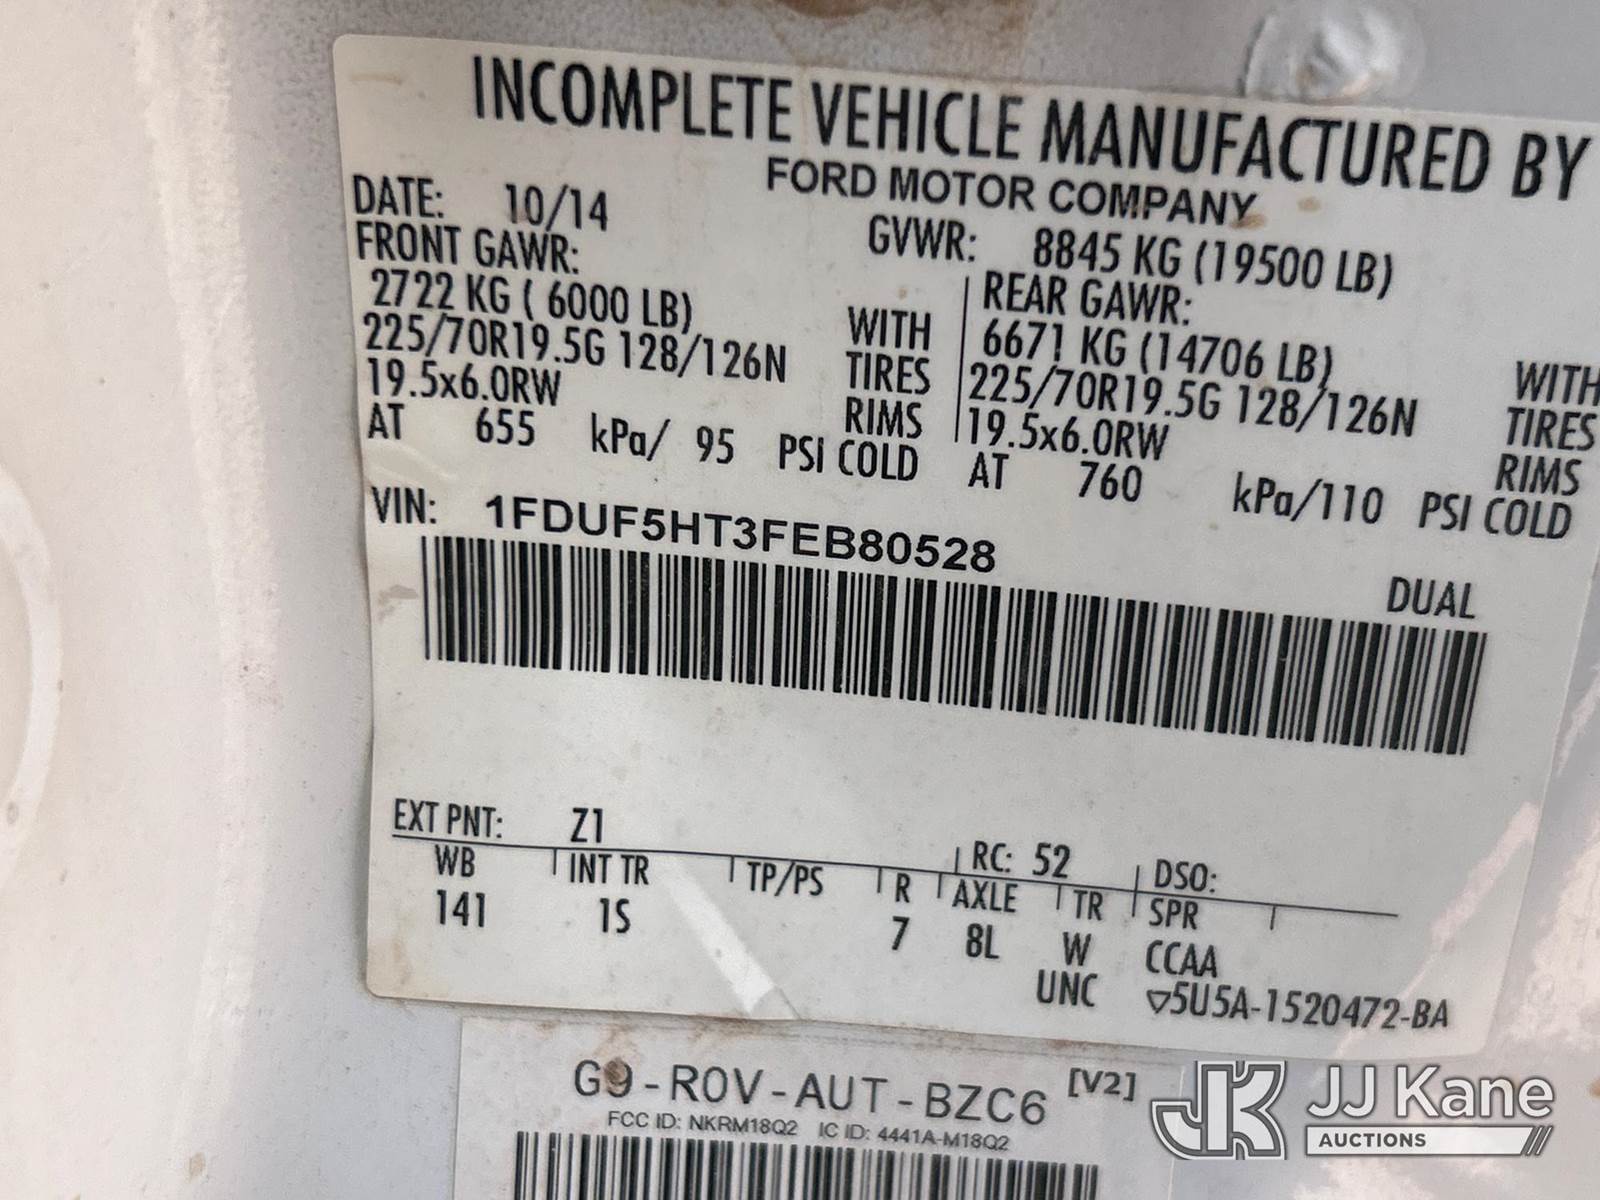 INCOMPLETE VEHICLE MANUFACTURED BY
FORD MOTOR COMPANY
DATE: 10/14
GVWR: 8845 KG (19500 LB)
FRONT GAWR:
2722 KG ( 6000 LB)
225/70R19.5G 128/126N
19.5x6.0RW
AT 655 kPa/ 95 PSI COLD
WITH
TIRES
RIMS
REAR GAWR:
6671 KG (14706 LB)
225/70R19.5G 128/126N
19.5x6.0RW
AT 760 kPa/110 PSI COLD
WITH
TIRES
RIMS
VIN: 1FDUF5HT3FEB80528
DUAL
EXT PNT: Z1 RC: 52 DSO:
WB INT TR TP/PS R AXLE TR SPR
141 1S 7 8L W CCAA
UNC ▽5U5A-1520472-BA
G9-R0V-AUT-BZC6 [V2]
FCC ID: NKRM18Q2 IC ID: 4441A-M18Q2
JK JJ Kane
AUCTIONS